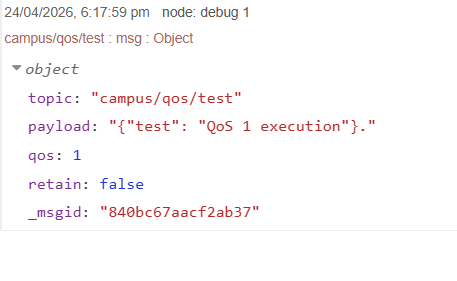 24/04/2026, 6:17:59 pm node: debug 1
campus/qos/test : msg : Object
object
topic: "campus/qos/test"
payload: "{"test": "QoS 1 execution"}."
qos: 1
retain: false
_msgid: "840bc67aacf2ab37"